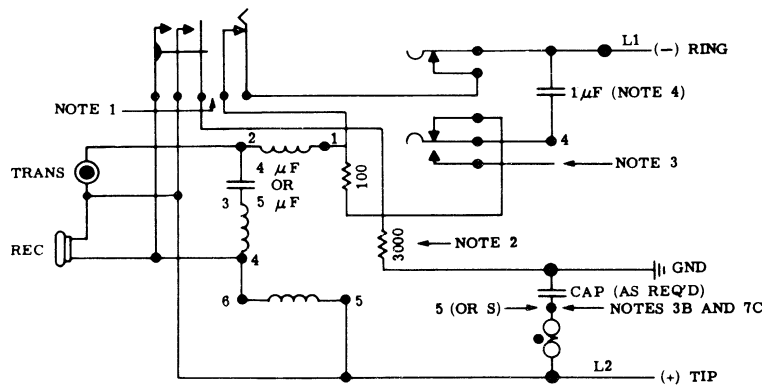 L1
(−) RING
1μF (NOTE 4)
NOTE 1
2
1
4
4 μF
OR
5 μF
100
NOTE 3
TRANS
3
3000
NOTE 2
REC
4
GND
CAP (AS REQ'D)
6
5
5 (OR S)
NOTES 3B AND 7C
L2
(+) TIP